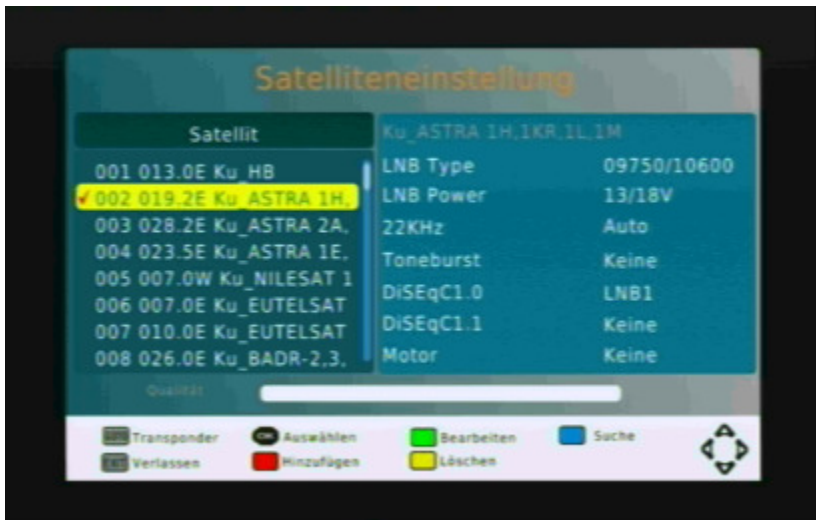 Satelliteneinstellung
Satellit
001 013.0E Ku_HB
✓002 019.2E Ku_ASTRA 1H,
003 028.2E Ku_ASTRA 2A,
004 023.5E Ku_ASTRA 1E,
005 007.0W Ku_NILESAT 1
006 007.0E Ku_EUTELSAT
007 010.0E Ku_EUTELSAT
008 026.0E Ku_BADR-2,3,
Ku_ASTRA 1H,1KR,1L,1M
LNB Type 09750/10600
LNB Power 13/18V
22KHz Auto
Toneburst Keine
DiSEqC1.0 LNB1
DiSEqC1.1 Keine
Motor Keine
Qualität
Transponder OK Auswählen Bearbeiten Suche
Verlassen Hinzufügen Löschen